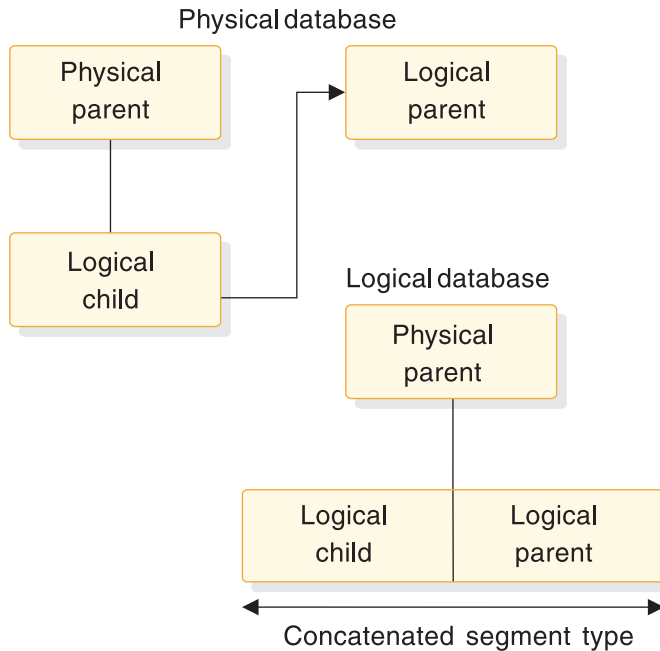 Physical database
Physical
parent
Logical
parent
Logical
child
Logical database
Physical
parent
Logical
child
Logical
parent
Concatenated segment type